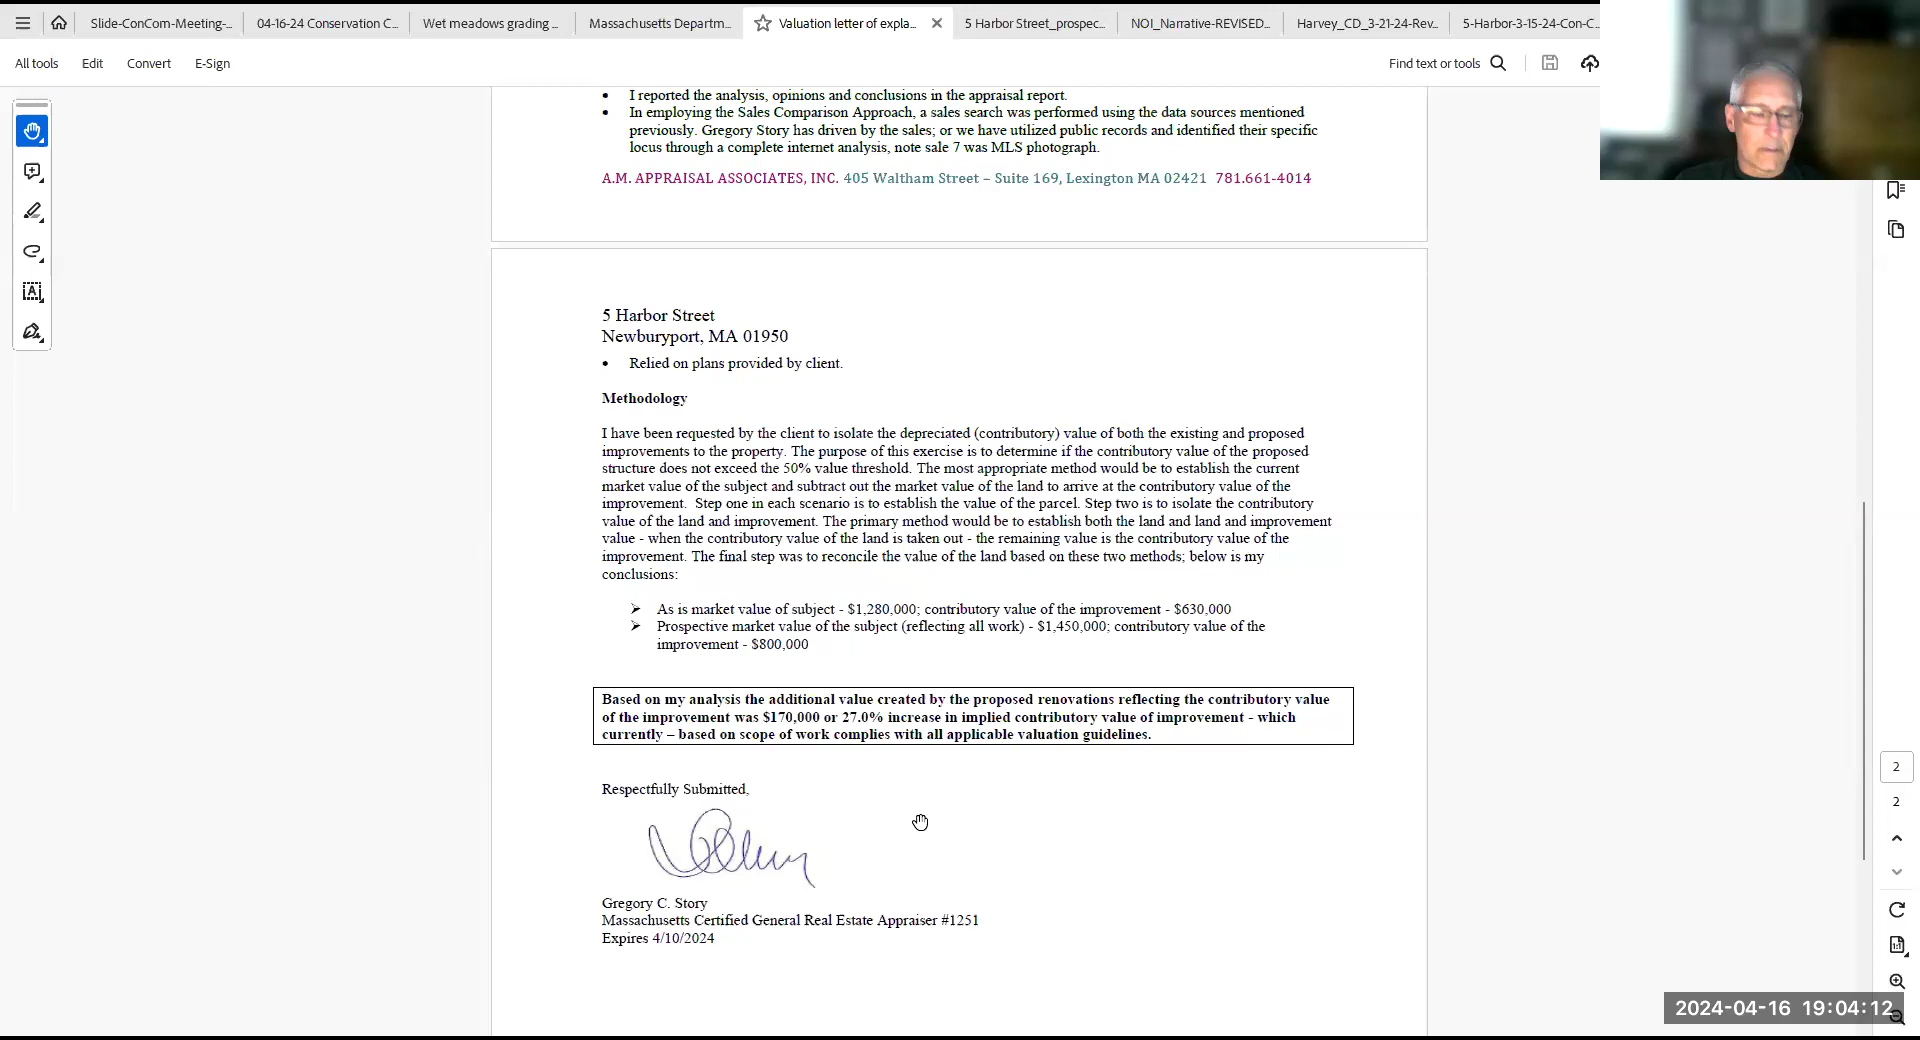 Slide-ConCom-Meeting-...
04-16-24 Conservation C...
Wet meadows grading ...
Massachusetts Departm...
Valuation letter of expla...
5 Harbor Street_prospec...
NOI_Narrative-REVISED...
Harvey_CD_3-21-24-Rev...
5-Harbor-3-15-24-Con-C...
All tools
Edit
Convert
E-Sign
Find text or tools
• I reported the analysis, opinions and conclusions in the appraisal report.
• In employing the Sales Comparison Approach, a sales search was performed using the data sources mentioned
previously. Gregory Story has driven by the sales; or we have utilized public records and identified their specific
locus through a complete internet analysis, note sale 7 was MLS photograph.
A.M. APPRAISAL ASSOCIATES, INC. 405 Waltham Street – Suite 169, Lexington MA 02421 781.661-4014
5 Harbor Street
Newburyport, MA 01950
• Relied on plans provided by client.
Methodology
I have been requested by the client to isolate the depreciated (contributory) value of both the existing and proposed
improvements to the property. The purpose of this exercise is to determine if the contributory value of the proposed
structure does not exceed the 50% value threshold. The most appropriate method would be to establish the current
market value of the subject and subtract out the market value of the land to arrive at the contributory value of the
improvement. Step one in each scenario is to establish the value of the parcel. Step two is to isolate the contributory
value of the land and improvement. The primary method would be to establish both the land and land and improvement
value - when the contributory value of the land is taken out - the remaining value is the contributory value of the
improvement. The final step was to reconcile the value of the land based on these two methods; below is my
conclusions:
➢ As is market value of subject - $1,280,000; contributory value of the improvement - $630,000
➢ Prospective market value of the subject (reflecting all work) - $1,450,000; contributory value of the
improvement - $800,000
Based on my analysis the additional value created by the proposed renovations reflecting the contributory value
of the improvement was $170,000 or 27.0% increase in implied contributory value of improvement - which
currently – based on scope of work complies with all applicable valuation guidelines.
Respectfully Submitted,
Gregory C. Story
Massachusetts Certified General Real Estate Appraiser #1251
Expires 4/10/2024
2
2
2024-04-16 19:04:12